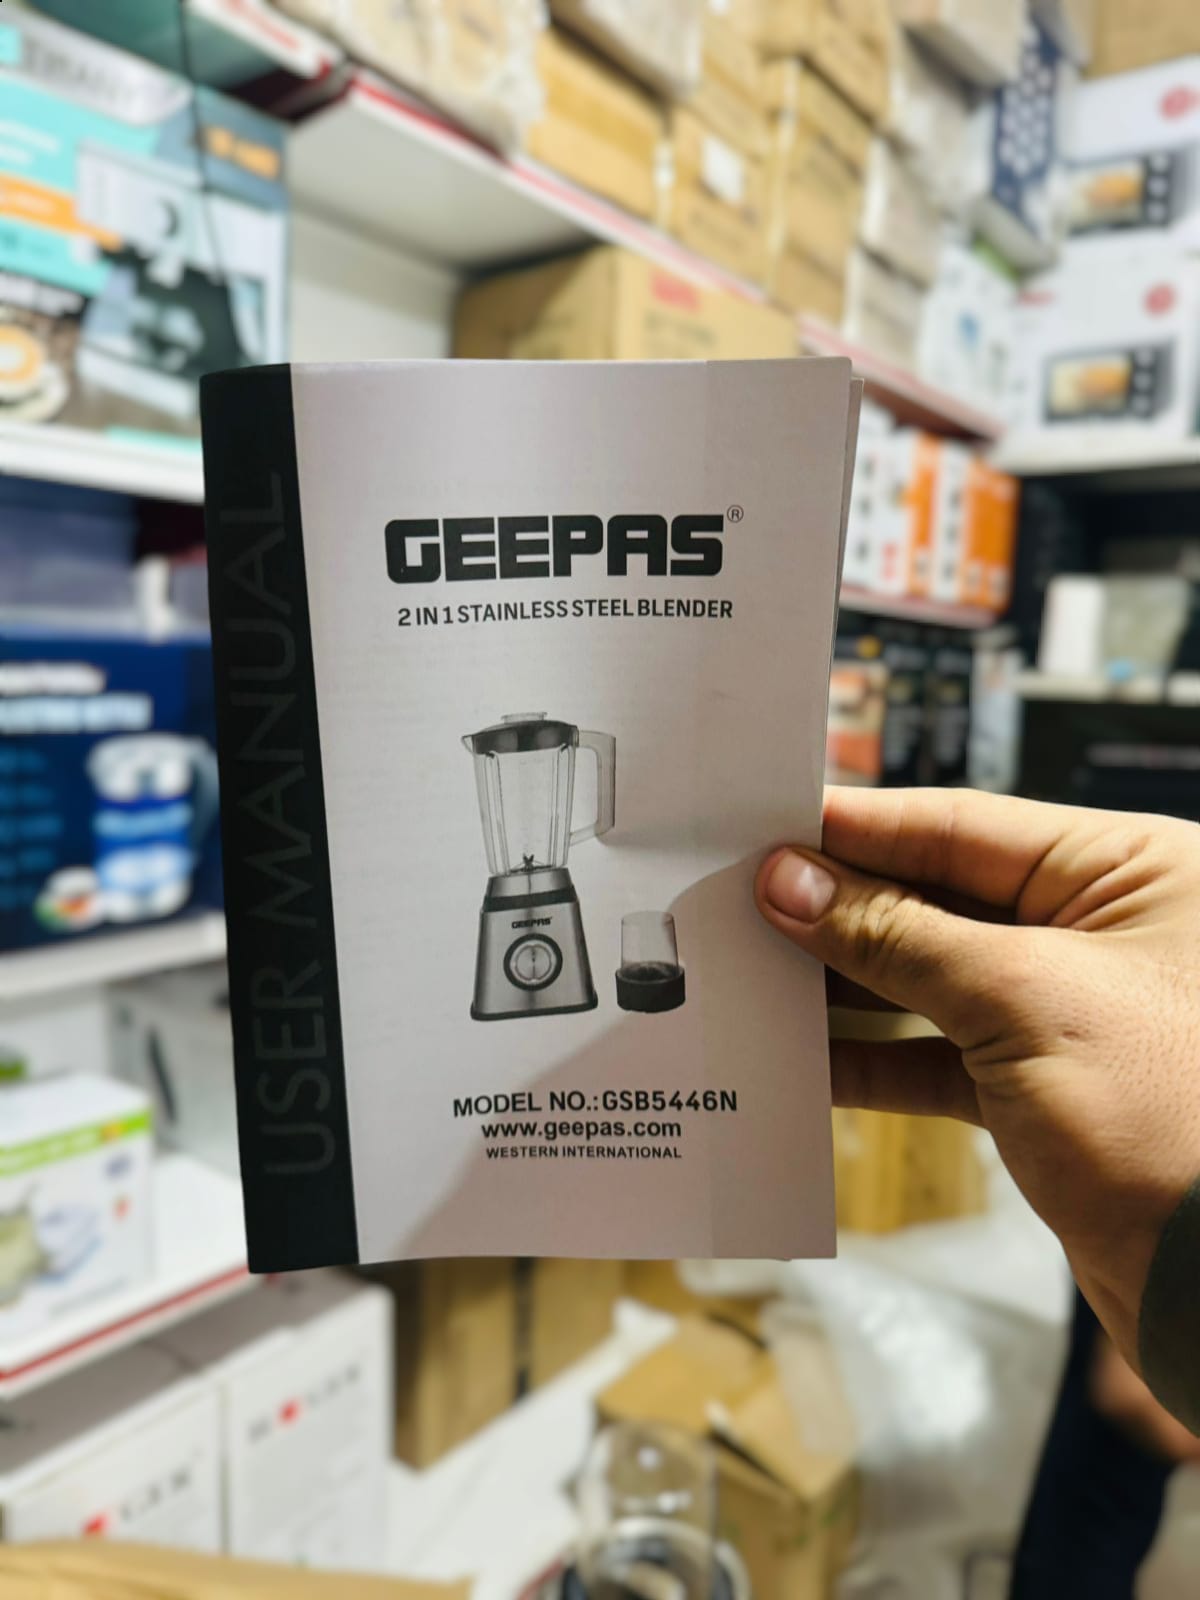 USER MANUAL
GEEPAS®
2 IN 1 STAINLESS STEEL BLENDER
GEEPAS
MODEL NO.:GSB5446N
www.geepas.com
WESTERN INTERNATIONAL